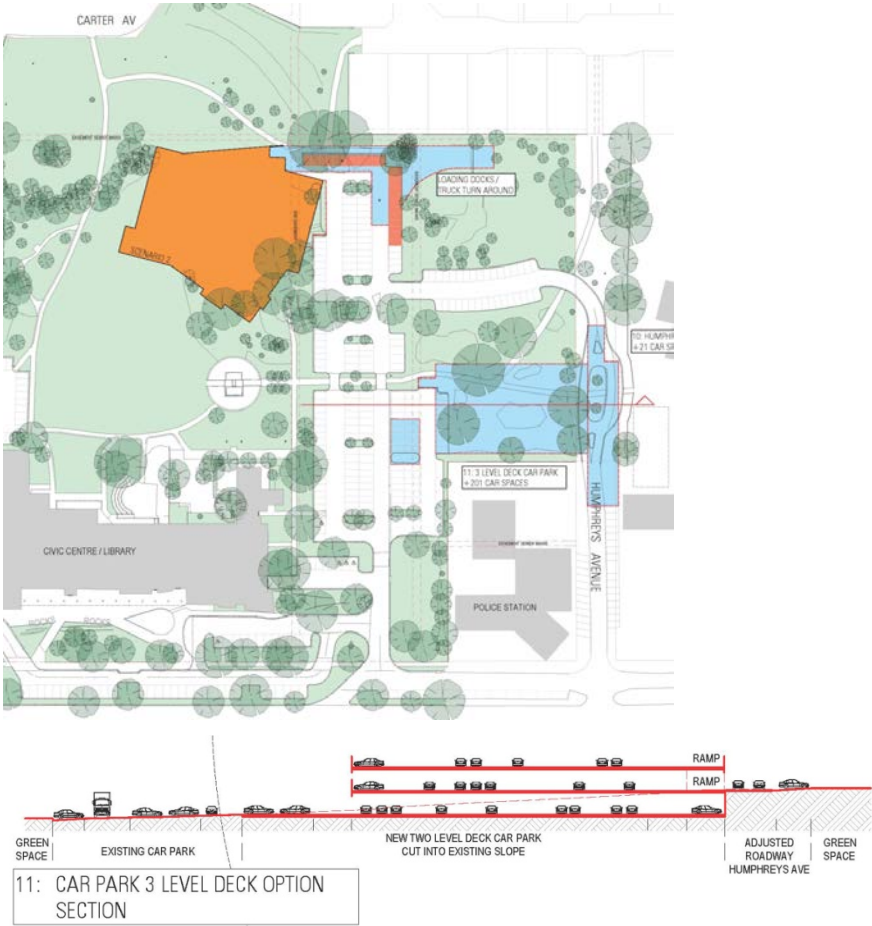 CARTER AV
LOADING DOCKS /
TRUCK TURN AROUND
SCENARIO 2
10: HUMPHR
+21 CAR SP
11: 3 LEVEL DECK CAR PARK
+201 CAR SPACES
HUMPHREYS AVENUE
CIVIC CENTRE / LIBRARY
POLICE STATION
RAMP
RAMP
GREEN
SPACE
EXISTING CAR PARK
NEW TWO LEVEL DECK CAR PARK
CUT INTO EXISTING SLOPE
ADJUSTED
ROADWAY
HUMPHREYS AVE
GREEN
SPACE
11: CAR PARK 3 LEVEL DECK OPTION
SECTION